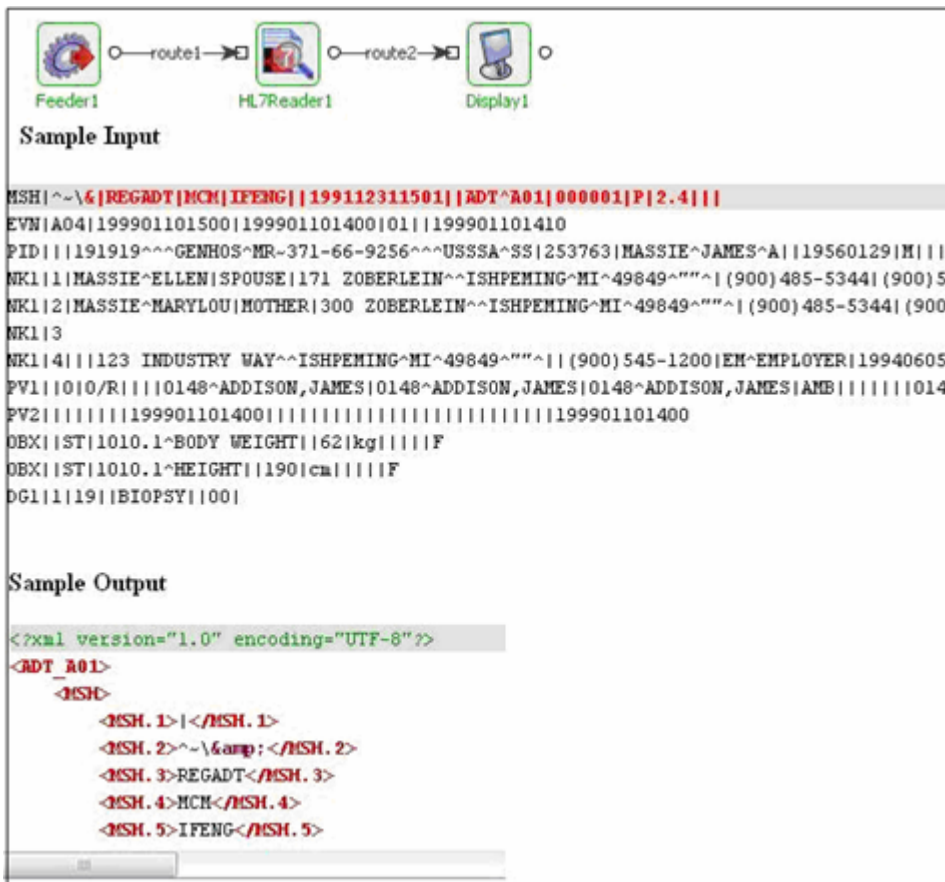 route1 route2
Feeder1 HL7Reader1 Display1
Sample Input
MSH|^~\&|REGADT|MCM|IFENG||199112311501||ADT^A01|000001|P|2.4|||
EVN|A04|199901101500|199901101400|01||199901101410
PID|||191919^^^GENHOS^MR~371-66-9256^^^USSSA^SS|253763|MASSIE^JAMES^A||19560129|M|||
NK1|1|MASSIE^ELLEN|SPOUSE|171 ZOBERLEIN^^ISHPEMING^MI^49849^""^|(900)485-5344|(900)5
NK1|2|MASSIE^MARYLOU|MOTHER|300 ZOBERLEIN^^ISHPEMING^MI^49849^""^|(900)485-5344|(900
NK1|3
NK1|4|||123 INDUSTRY WAY^^ISHPEMING^MI^49849^""^||(900)545-1200|EM^EMPLOYER|19940605
PV1||O|O/R||||0148^ADDISON,JAMES|0148^ADDISON,JAMES|0148^ADDISON,JAMES|AMB|||||||014
PV2||||||||199901101400||||||||||||||||||||||||||199901101400
OBX||ST|1010.1^BODY WEIGHT||62|kg|||||F
OBX||ST|1010.1^HEIGHT||190|cm|||||F
DG1|1|19||BIOPSY||00|
Sample Output
<?xml version="1.0" encoding="UTF-8"?>
<ADT_A01>
<MSH>
<MSH.1>|</MSH.1>
<MSH.2>^~\&amp;</MSH.2>
<MSH.3>REGADT</MSH.3>
<MSH.4>MCM</MSH.4>
<MSH.5>IFENG</MSH.5>